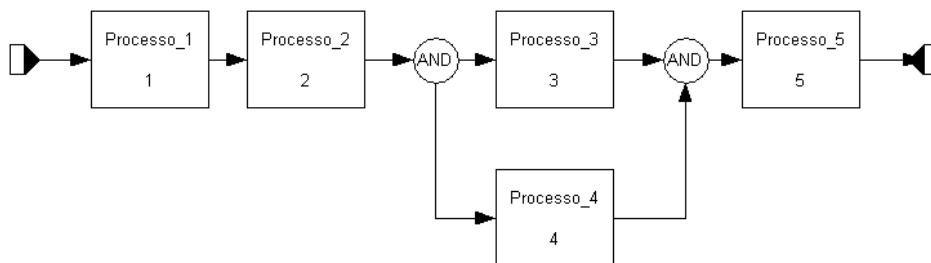 Processo_1
1
Processo_2
2
AND
Processo_3
3
AND
Processo_5
5
Processo_4
4